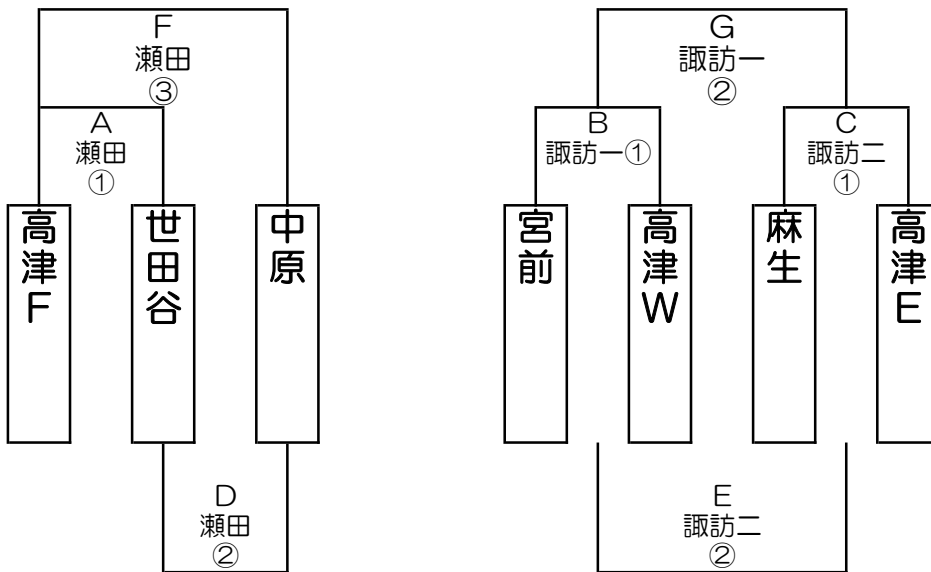 F
瀬田
③
A
瀬田
①
高津F
世田谷
中原
D
瀬田
②
G
諏訪一
②
B
諏訪一①
C
諏訪二
①
宮前
高津W
麻生
高津E
E
諏訪二
②